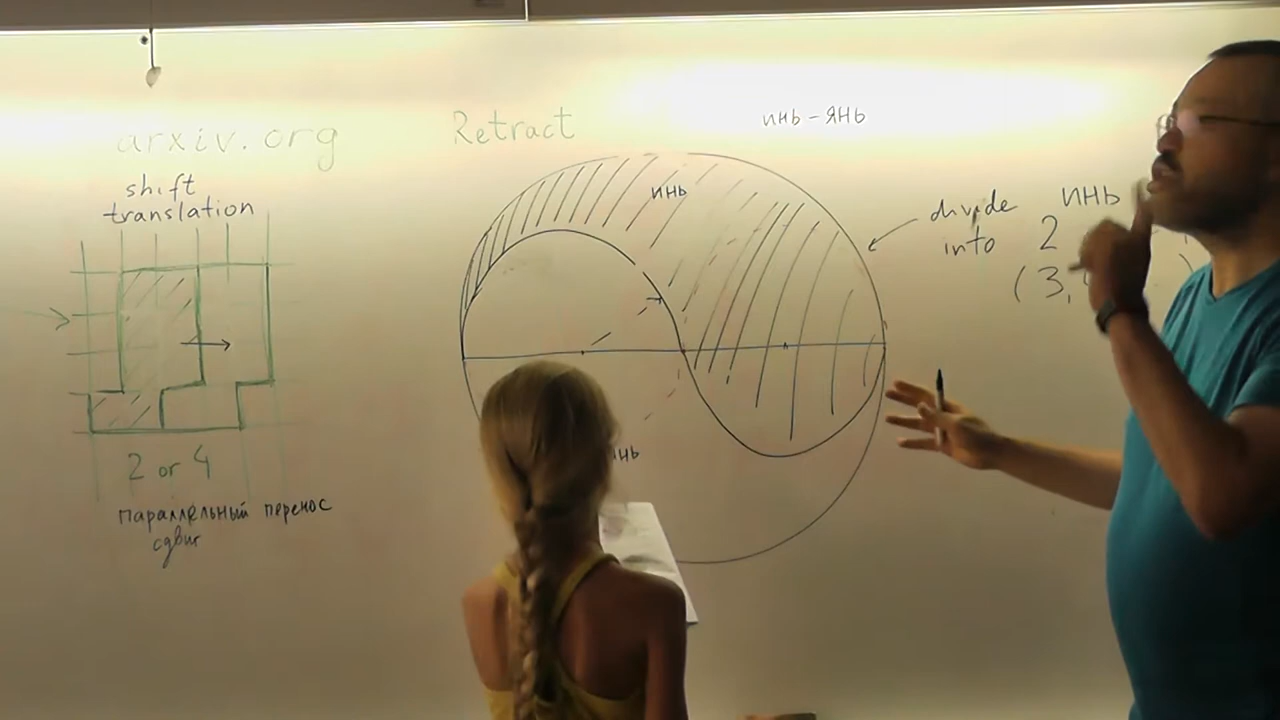 arxiv.org
shift
translation
2 or 4
параллельный перенос
сдвиг
Retract
инь-янь
инь
divide
into
инь
2
(3,
)